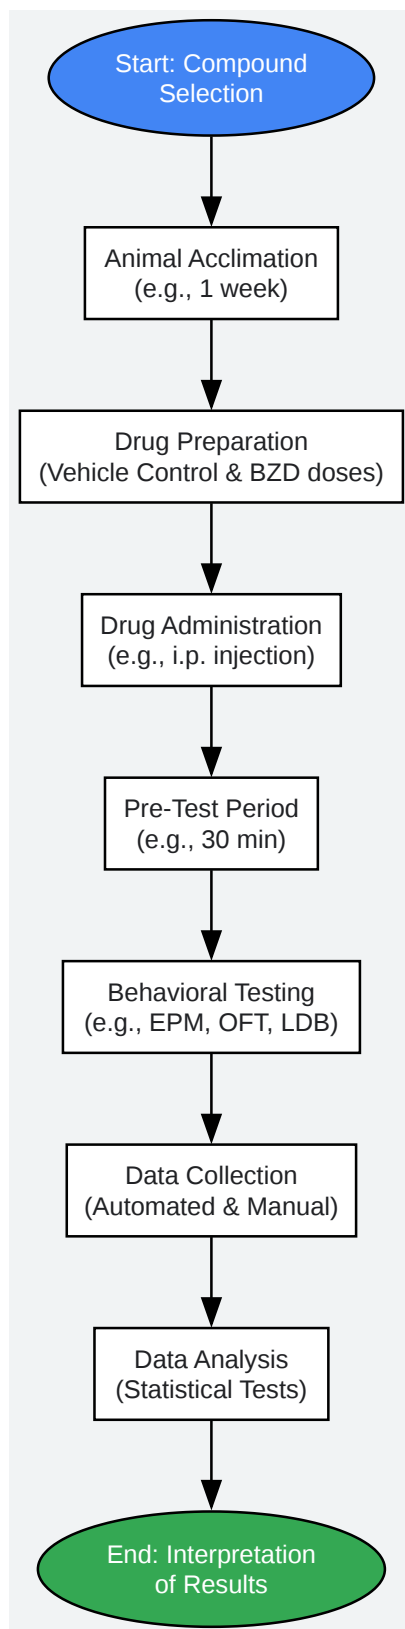 Start: Compound
Selection
Animal Acclimation
(e.g., 1 week)
Drug Preparation
(Vehicle Control & BZD doses)
Drug Administration
(e.g., i.p. injection)
Pre-Test Period
(e.g., 30 min)
Behavioral Testing
(e.g., EPM, OFT, LDB)
Data Collection
(Automated & Manual)
Data Analysis
(Statistical Tests)
End: Interpretation
of Results